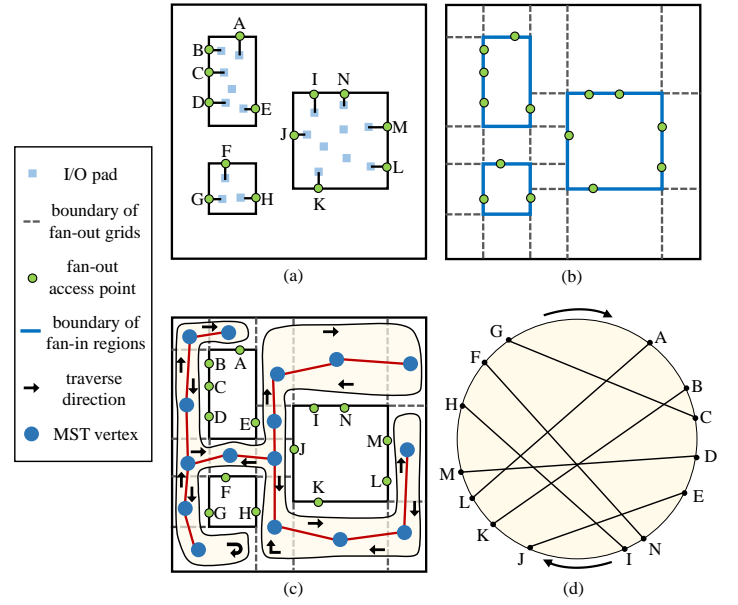 I/O pad
boundary of
fan-out grids
fan-out
access point
boundary of
fan-in regions
traverse
direction
MST vertex
A
B
C
D
E
F
G
H
I
N
J
M
L
K
(a)
(b)
A
B
C
D
E
F
G
H
I
N
J
M
L
K
(c)
G
A
F
B
H
C
M
D
L
E
K
N
J
I
(d)